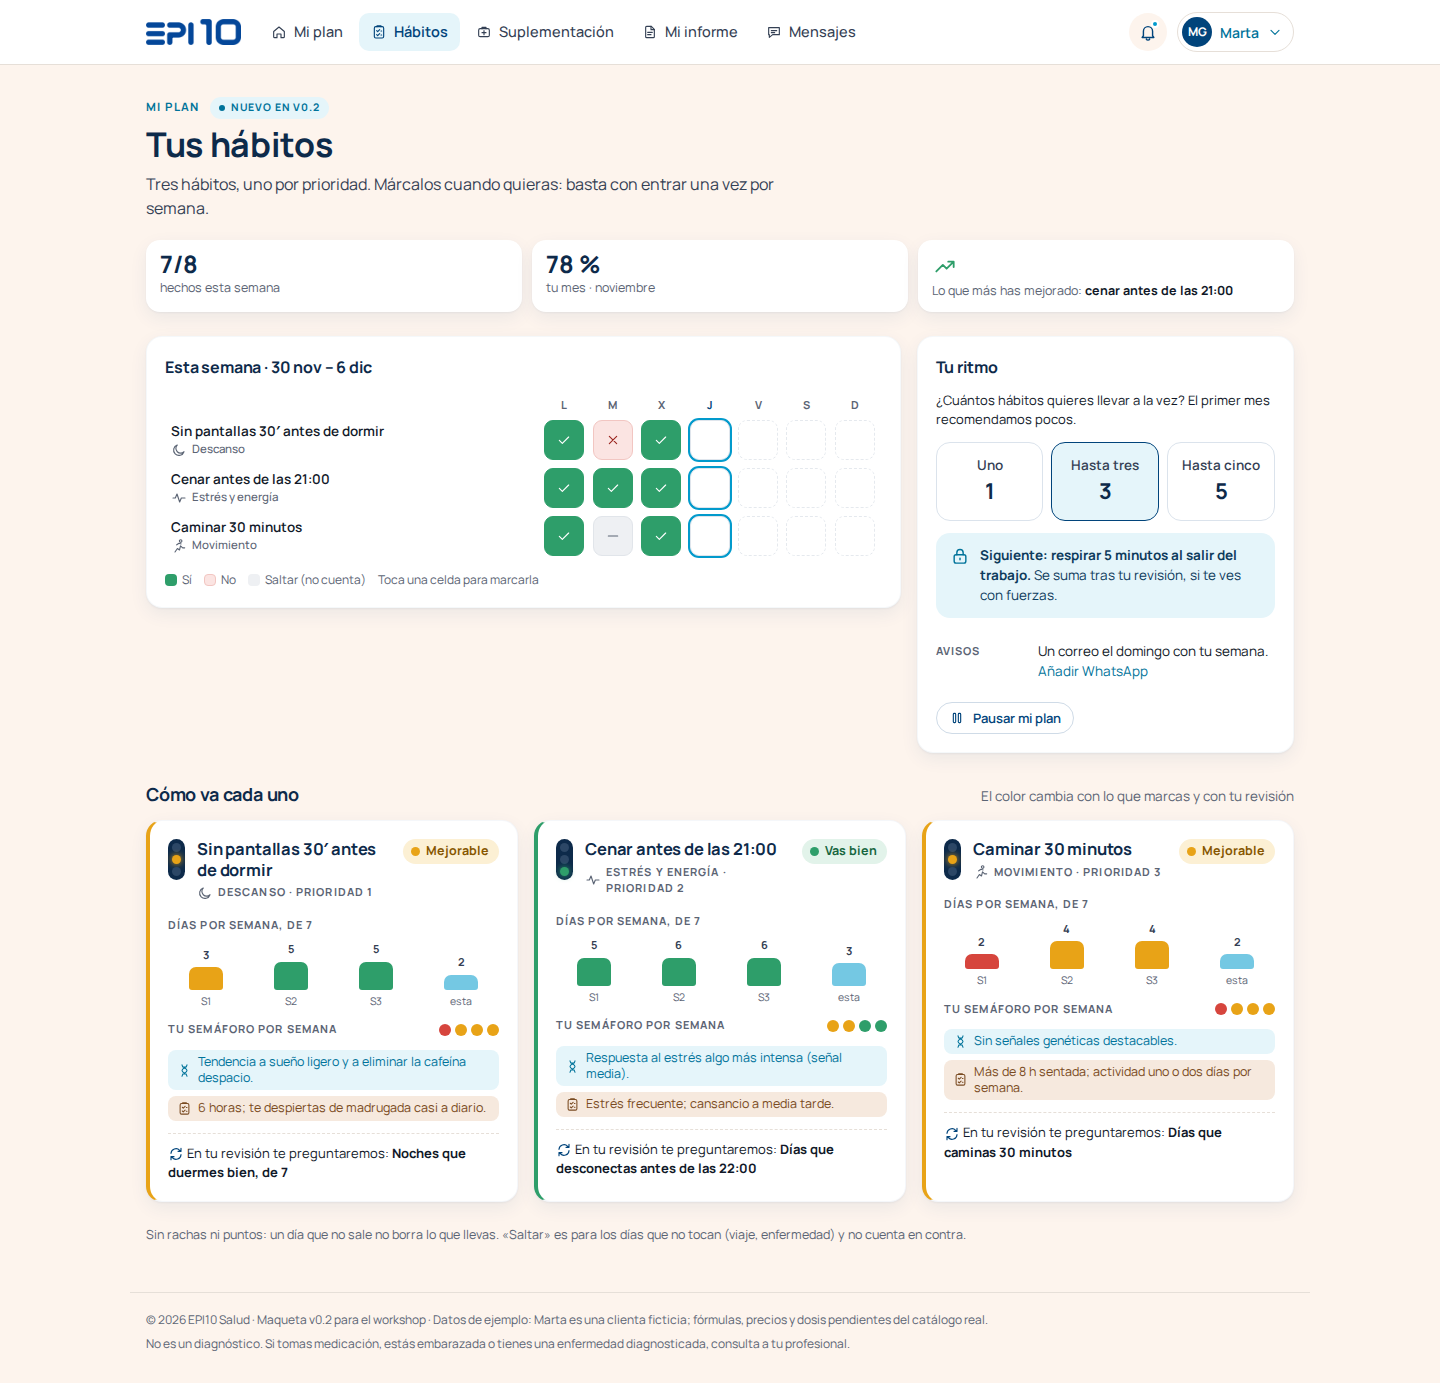 EPI10
Mi plan
Hábitos
Suplementación
Mi informe
Mensajes
MG
Marta
MI PLAN
NUEVO EN V0.2
Tus hábitos
Tres hábitos, uno por prioridad. Márcalos cuando quieras: basta con entrar una vez por
semana.
7/8
hechos esta semana
78 %
tu mes · noviembre
Lo que más has mejorado: cenar antes de las 21:00
Esta semana · 30 nov – 6 dic
L M X J V S D
Sin pantallas 30′ antes de dormir
Descanso
Cenar antes de las 21:00
Estrés y energía
Caminar 30 minutos
Movimiento
Sí
No
Saltar (no cuenta)
Toca una celda para marcarla
Tu ritmo
¿Cuántos hábitos quieres llevar a la vez? El primer mes
recomendamos pocos.
Uno
1
Hasta tres
3
Hasta cinco
5
Siguiente: respirar 5 minutos al salir del
trabajo. Se suma tras tu revisión, si te ves
con fuerzas.
AVISOS
Un correo el domingo con tu semana.
Añadir WhatsApp
Pausar mi plan
Cómo va cada uno
El color cambia con lo que marcas y con tu revisión
Sin pantallas 30′ antes
de dormir
Mejorable
DESCANSO · PRIORIDAD 1
DÍAS POR SEMANA, DE 7
3 5 5 2
S1 S2 S3 esta
TU SEMÁFORO POR SEMANA
Tendencia a sueño ligero y a eliminar la cafeína
despacio.
6 horas; te despiertas de madrugada casi a diario.
En tu revisión te preguntaremos: Noches que
duermes bien, de 7
Cenar antes de las 21:00
Vas bien
ESTRÉS Y ENERGÍA ·
PRIORIDAD 2
DÍAS POR SEMANA, DE 7
5 6 6 3
S1 S2 S3 esta
TU SEMÁFORO POR SEMANA
Respuesta al estrés algo más intensa (señal
media).
Estrés frecuente; cansancio a media tarde.
En tu revisión te preguntaremos: Días que
desconectas antes de las 22:00
Caminar 30 minutos
Mejorable
MOVIMIENTO · PRIORIDAD 3
DÍAS POR SEMANA, DE 7
2 4 4 2
S1 S2 S3 esta
TU SEMÁFORO POR SEMANA
Sin señales genéticas destacables.
Más de 8 h sentada; actividad uno o dos días por
semana.
En tu revisión te preguntaremos: Días que
caminas 30 minutos
Sin rachas ni puntos: un día que no sale no borra lo que llevas. «Saltar» es para los días que no tocan (viaje, enfermedad) y no cuenta en contra.
© 2026 EPI10 Salud · Maqueta v0.2 para el workshop · Datos de ejemplo: Marta es una clienta ficticia; fórmulas, precios y dosis pendientes del catálogo real.
No es un diagnóstico. Si tomas medicación, estás embarazada o tienes una enfermedad diagnosticada, consulta a tu profesional.